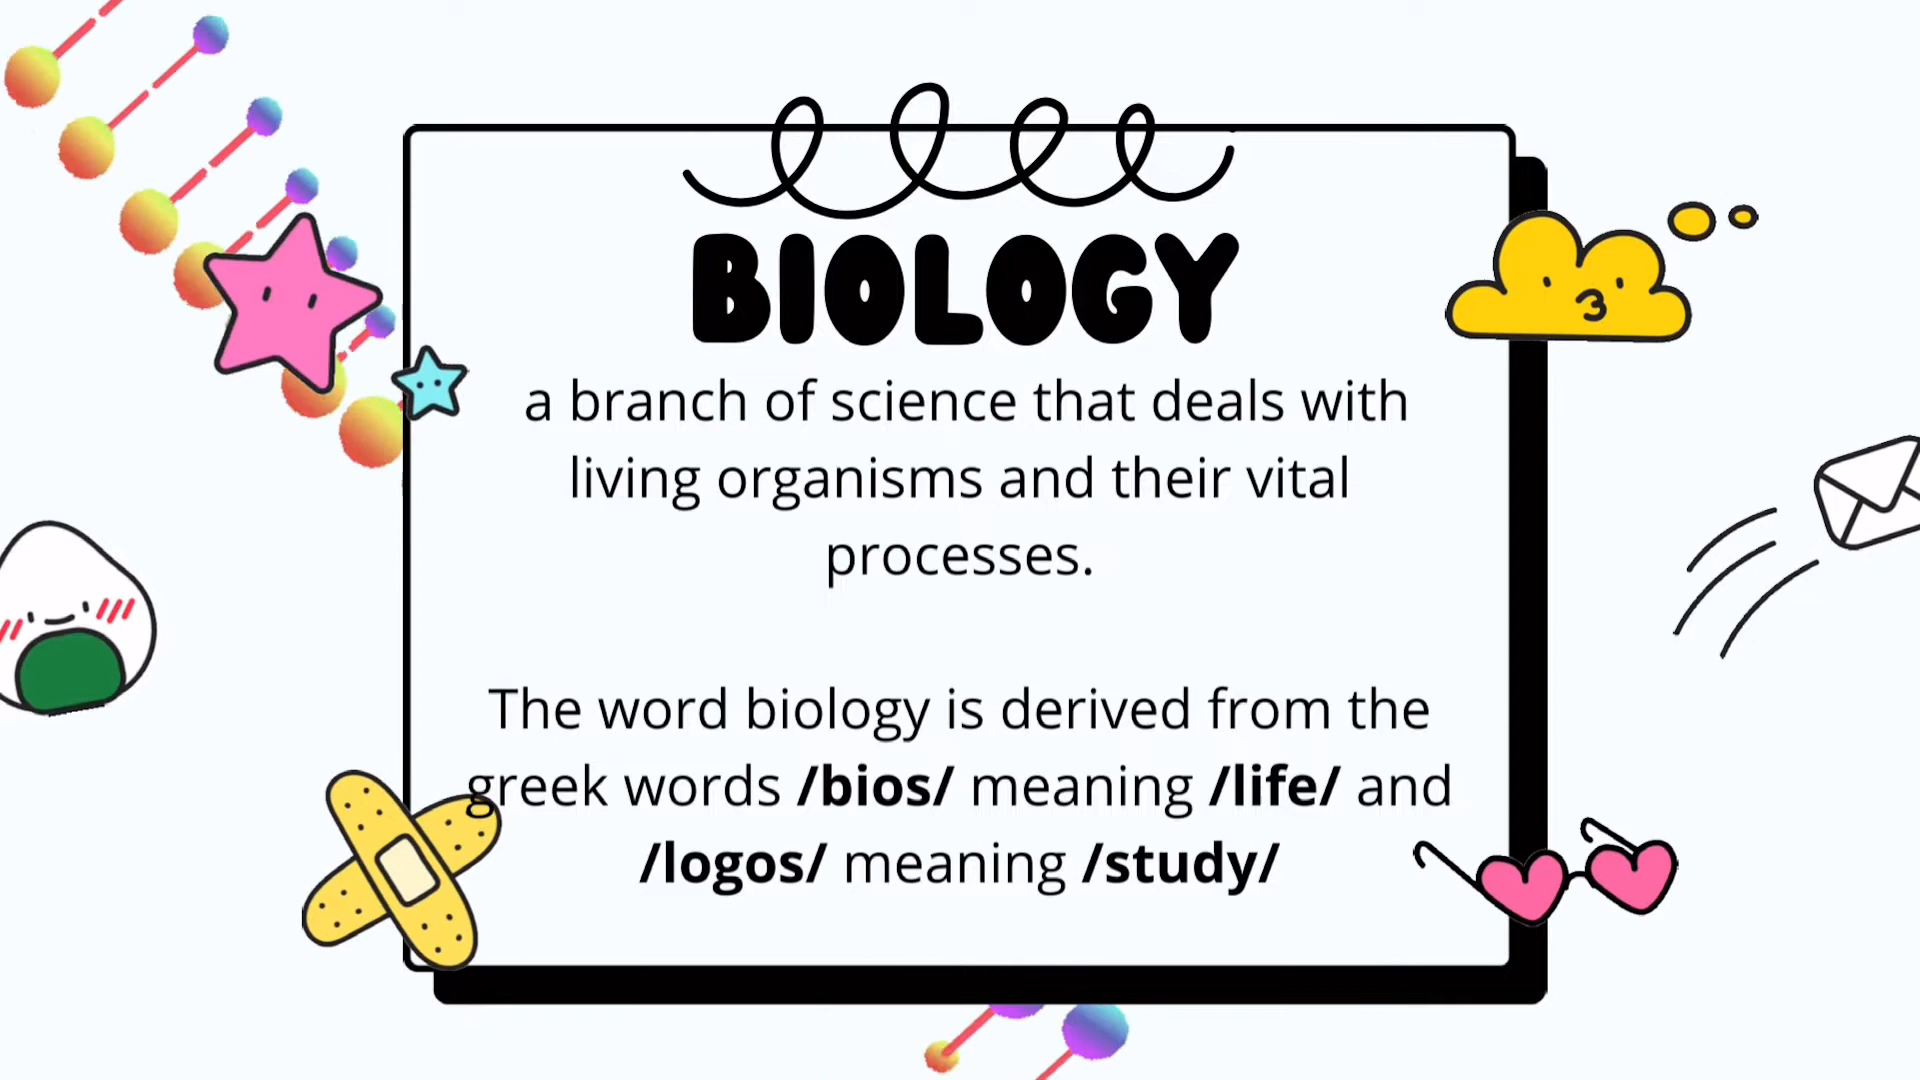 BIOLOGY
a branch of science that deals with
living organisms and their vital
processes.
The word biology is derived from the
greek words /bios/ meaning /life/ and
/logos/ meaning /study/